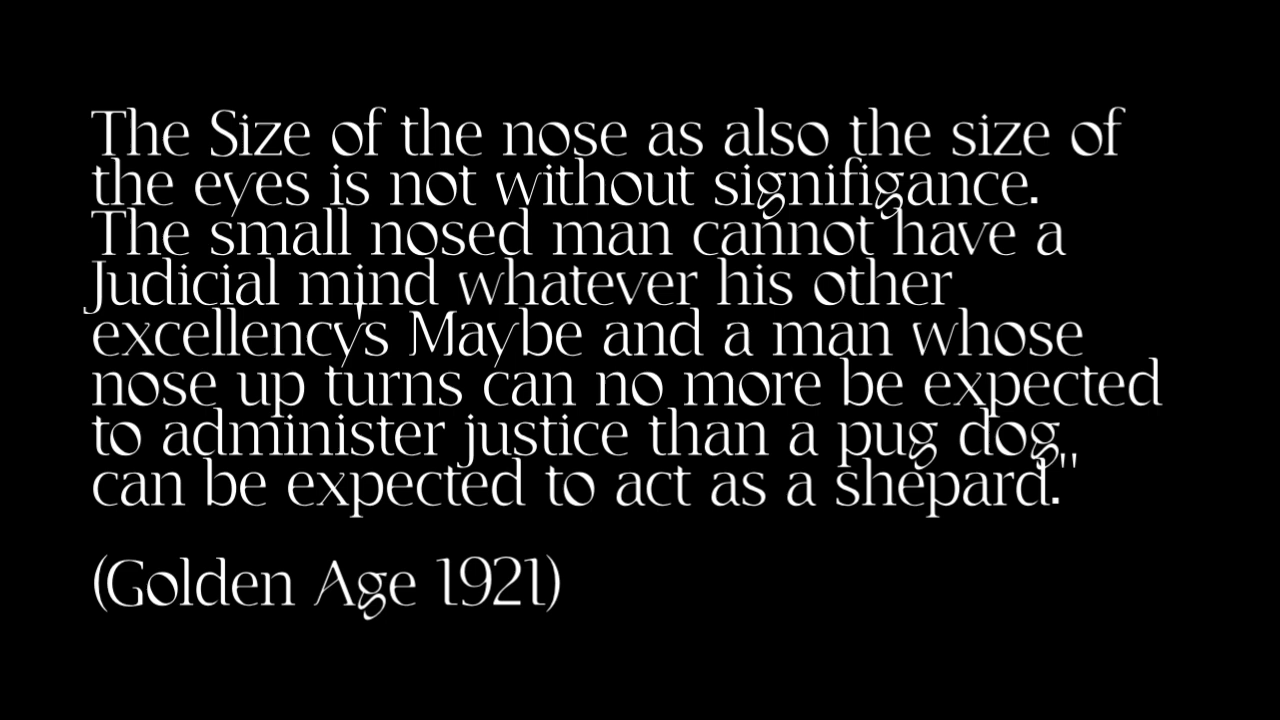 The Size of the nose as also the size of
the eyes is not without signifigance.
The small nosed man cannot have a
Judicial mind whatever his other
excellency's Maybe and a man whose
nose up turns can no more be expected
to administer justice than a pug dog
can be expected to act as a shepard."
(Golden Age 1921)